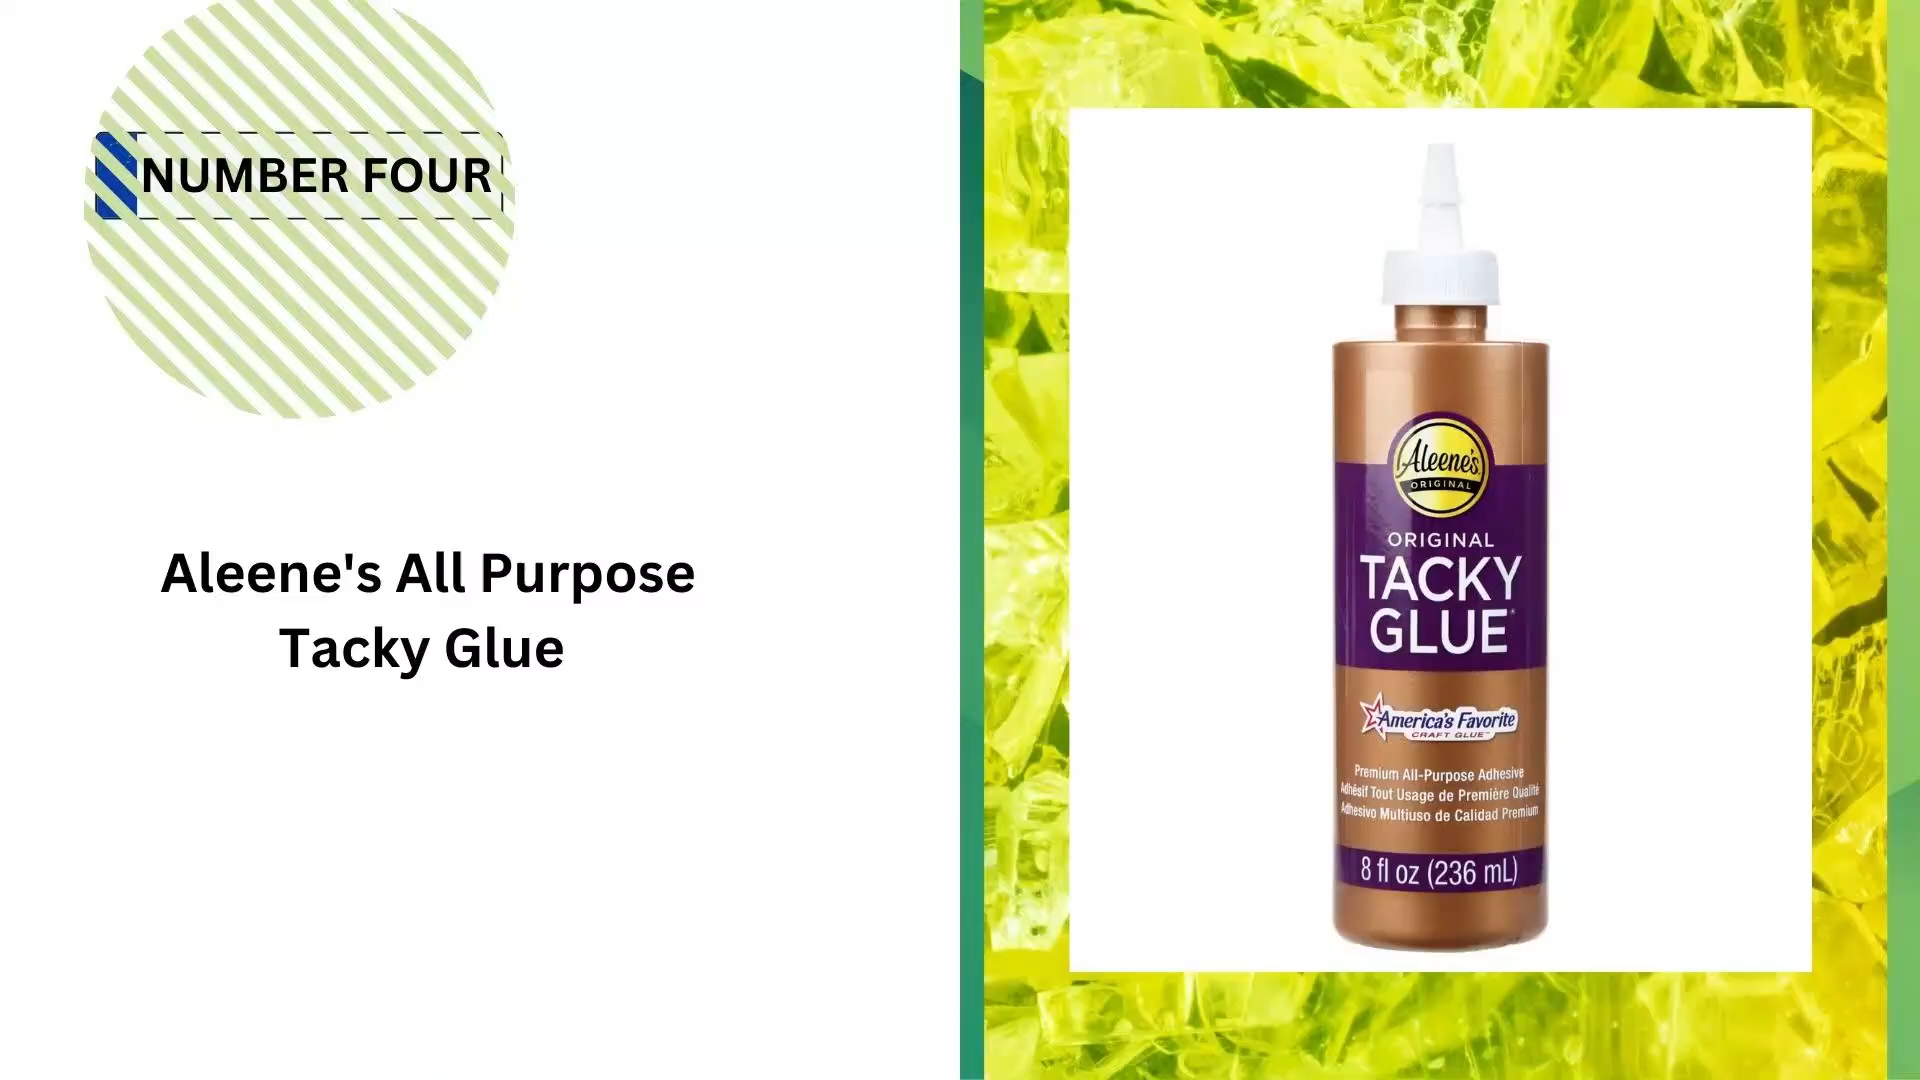 NUMBER FOUR
Aleene's All Purpose
Tacky Glue
Aleene's
ORIGINAL
ORIGINAL
TACKY
GLUE®
America's Favorite
CRAFT GLUE™
Premium All-Purpose Adhesive
Adhésif Tout Usage de Première Qualité
Adhesivo Multiuso de Calidad Premium
8 fl oz (236 mL)